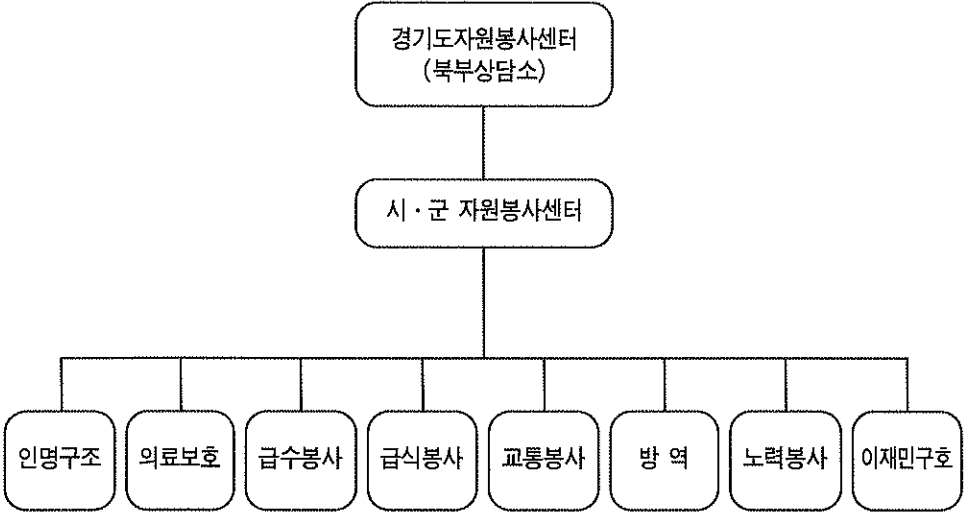 경기도자원봉사센터
(북부상담소)
시·군 자원봉사센터
인명구조
의료보호
급수봉사
급식봉사
교통봉사
방 역
노력봉사
이재민구호